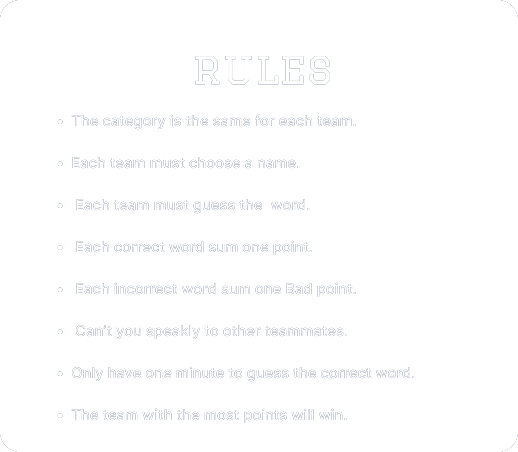 RULES
The category is the same for each team.
Each team must choose a name.
Each team must guess the word.
Each correct word sum one point.
Each incorrect word sum one Bad point.
Can't you speakly to other teammates.
Only have one minute to guess the correct word.
The team with the most points will win.